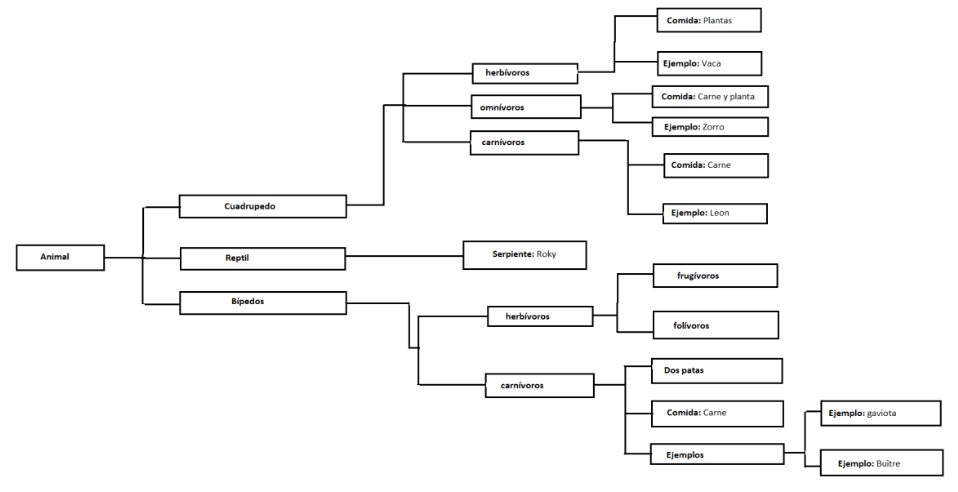 Comida: Plantas
Ejemplo: Vaca
herbívoros
Comida: Carne y planta
omnívoros
Ejemplo: Zorro
carnívoros
Comida: Carne
Ejemplo: Leon
Cuadrupedo
Animal
Reptil
Serpiente: Roky
Bípedos
frugívoros
herbívoros
folívoros
Dos patas
carnívoros
Comida: Carne
Ejemplo: gaviota
Ejemplos
Ejemplo: Buitre